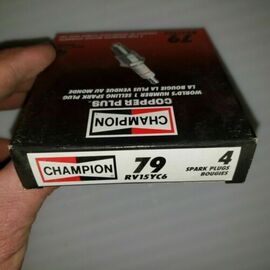 79
4
LA BOUGIE LA PLUS VENDUE AU MONDE
WORLD'S NUMBER 1 SELLING SPARK PLUG
COPPER PLUS
CHAMPION
CHAMPION
79
RV15YC6
4
SPARK PLUGS
BOUGIES